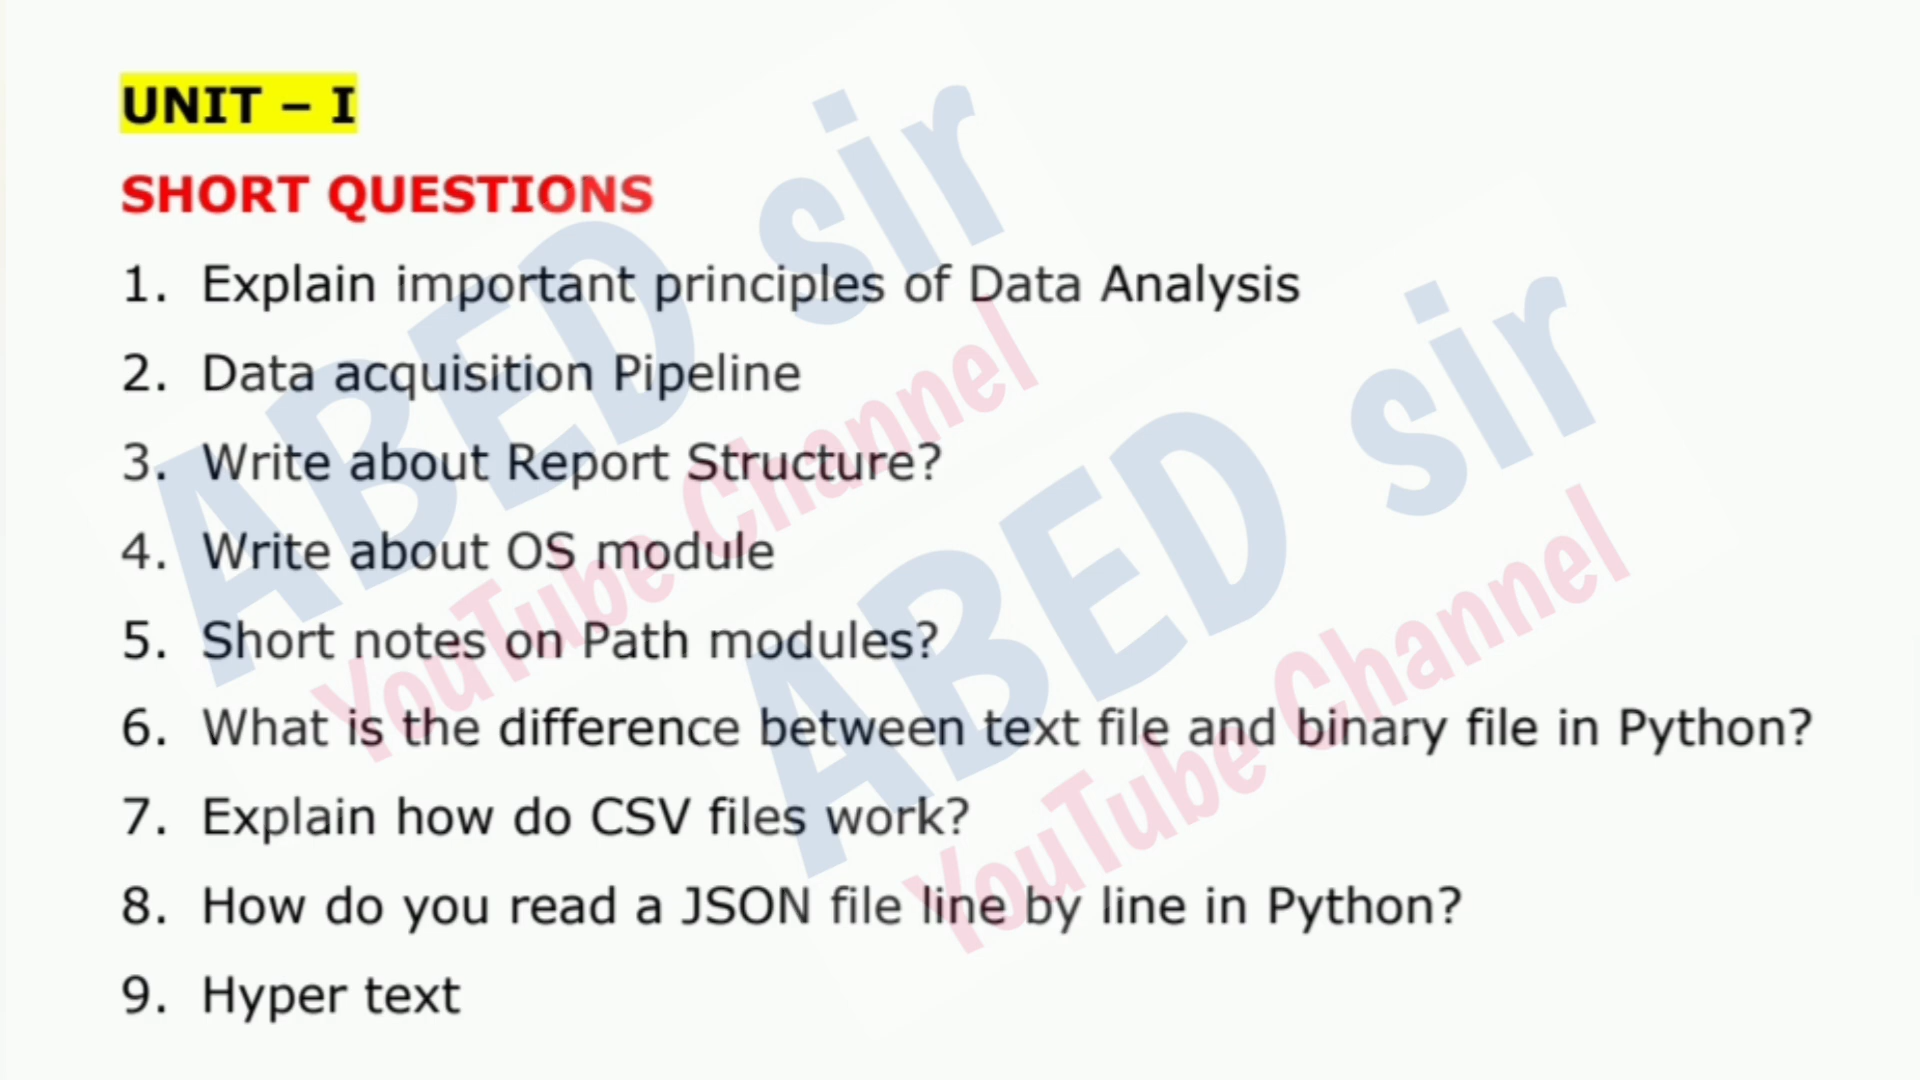 UNIT – I
SHORT QUESTIONS
1. Explain important principles of Data Analysis
2. Data acquisition Pipeline
3. Write about Report Structure?
4. Write about OS module
5. Short notes on Path modules?
6. What is the difference between text file and binary file in Python?
7. Explain how do CSV files work?
8. How do you read a JSON file line by line in Python?
9. Hyper text
ABED sir
YouTube Channel
ABED sir
YouTube Channel